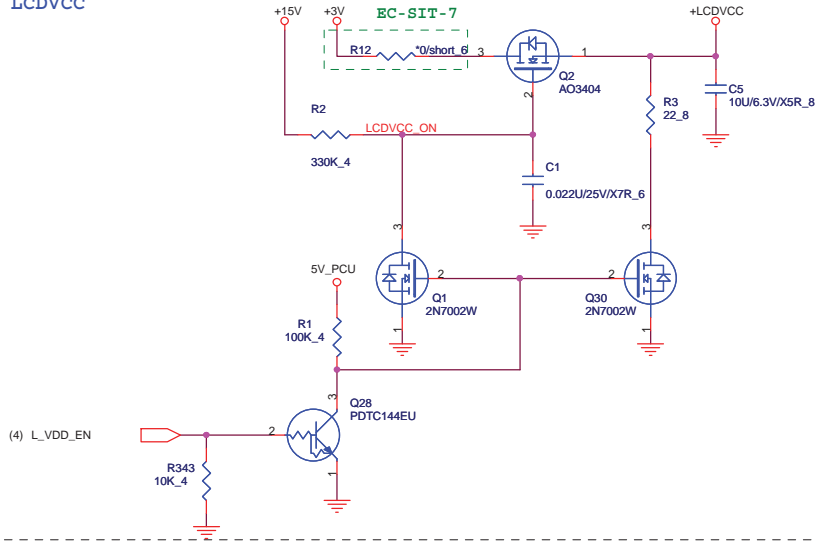 LCDVCC
+15V
+3V
EC-SIT-7
+LCDVCC
R12
*0/short_6
3
1
Q2
AO3404
2
C5
10U/6.3V/X5R_8
R3
22_8
R2
LCDVCC_ON
330K_4
C1
0.022U/25V/X7R_6
3
3
5V_PCU
2
2
Q1
2N7002W
Q30
2N7002W
R1
100K_4
1
1
3
Q28
PDTC144EU
(4) L_VDD_EN
2
R343
10K_4
1